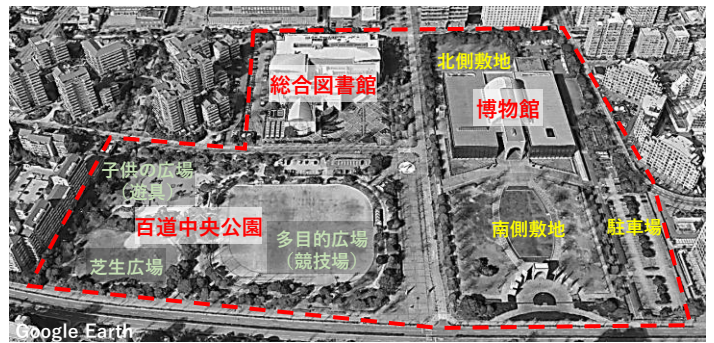 北側敷地
総合図書館
博物館
子供の広場
（遊具）
百道中央公園
多目的広場
（競技場）
南側敷地
駐車場
芝生広場
Google Earth